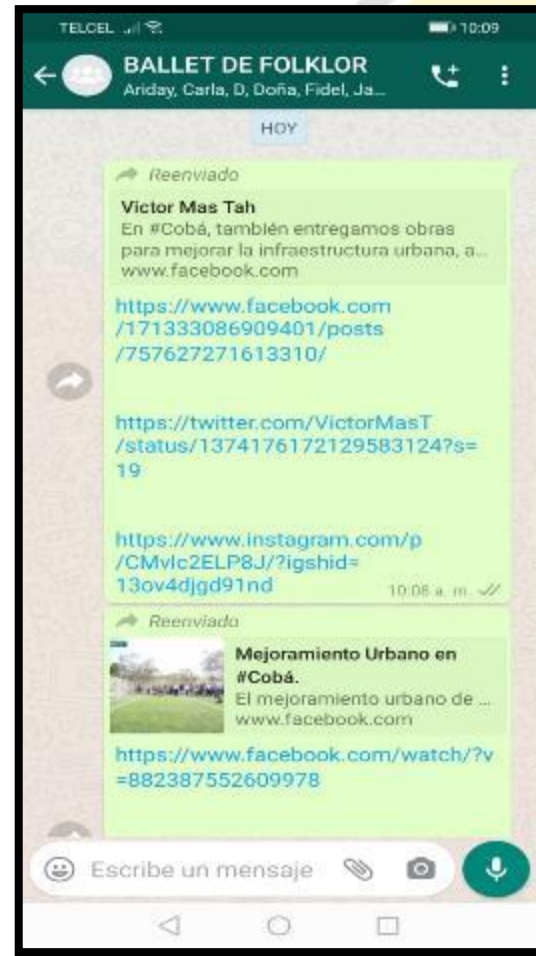 TELCEL 10:09
BALLET DE FOLKLOR
Ariday, Carla, D, Doña, Fidel, Ja...
HOY
Reenviado
Victor Mas Tah
En #Cobá, también entregamos obras
para mejorar la infraestructura urbana, a...
www.facebook.com
https://www.facebook.com
/171333086909401/posts
/757627271613310/
https://twitter.com/VictorMasT
/status/1374176172129583124?s=
19
https://www.instagram.com/p
/CMvlc2ELP8J/?igshid=
13ov4djgd91nd 10:08 a. m.
Reenviado
Mejoramiento Urbano en
#Cobá.
El mejoramiento urbano de ...
www.facebook.com
https://www.facebook.com/watch/?v
=882387552609978
Escribe un mensaje